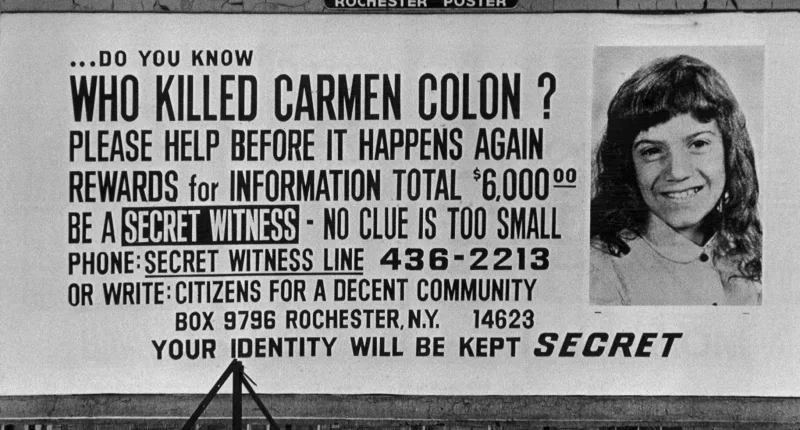 ROCHESTER POSTER
...DO YOU KNOW
WHO KILLED CARMEN COLON ?
PLEASE HELP BEFORE IT HAPPENS AGAIN
REWARDS for INFORMATION TOTAL $6,000.00
BE A SECRET WITNESS - NO CLUE IS TOO SMALL
PHONE: SECRET WITNESS LINE 436-2213
OR WRITE: CITIZENS FOR A DECENT COMMUNITY
BOX 9796 ROCHESTER, N.Y. 14623
YOUR IDENTITY WILL BE KEPT SECRET